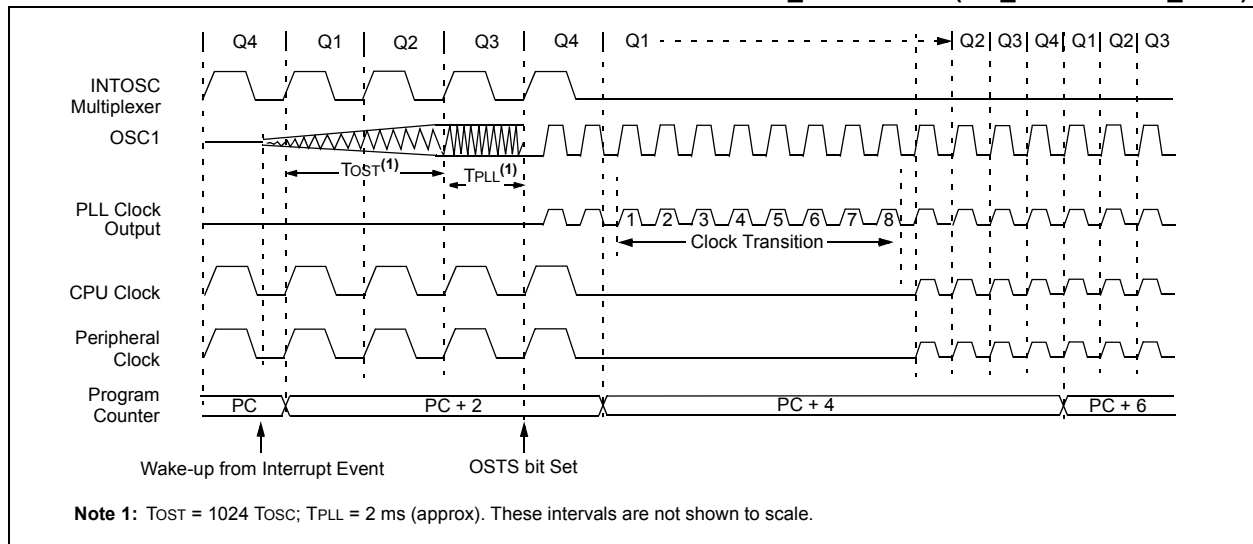 Q4 Q1 Q2 Q3 Q4 Q1 Q2 Q3 Q4 Q1 Q2 Q3
INTOSC
Multiplexer
OSC1
TOST(1)
TPLL(1)
PLL Clock
Output
1 2 3 4 5 6 7 8
Clock Transition
CPU Clock
Peripheral
Clock
Program
Counter
PC PC + 2 PC + 4 PC + 6
Wake-up from Interrupt Event
OSTS bit Set
Note 1: TOST = 1024 TOSC; TPLL = 2 ms (approx). These intervals are not shown to scale.